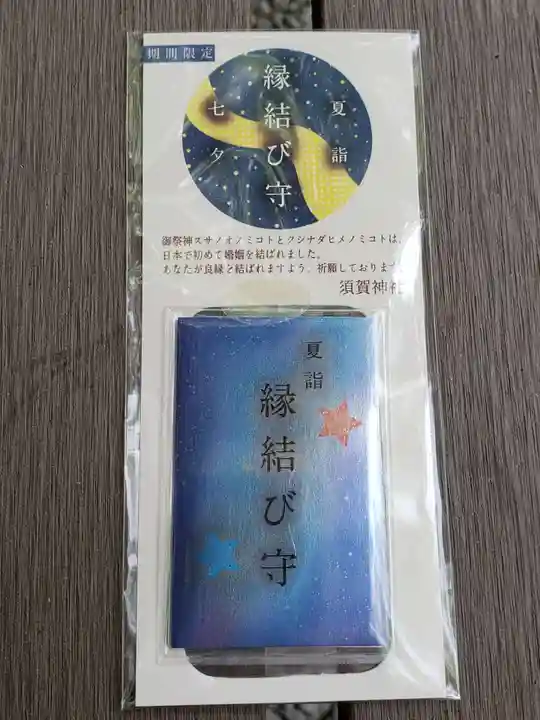 期間限定
夏詣
縁結び守
七夕
御祭神スサノオノミコトとクシナダヒメノミコトは、
日本で初めて婚姻を結ばれました。
あなたが良縁と結ばれますよう、祈願しております。
須賀神社
夏詣
縁結び守